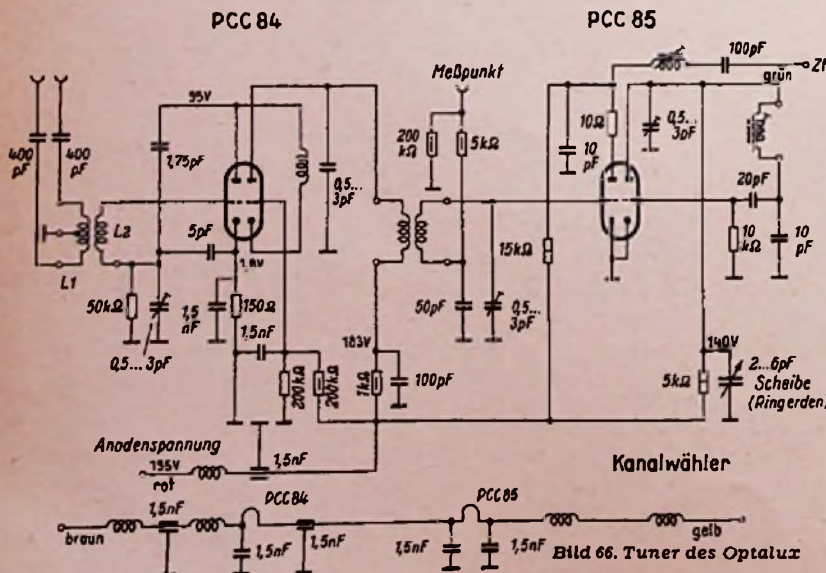 PCC 84
PCC 85
100pF
Zf
grün
Meßpunkt
95V
400 pF
400 pF
1,75pF
200 kΩ
5kΩ
10Ω
10 pF
0,5... 3pF
0,5... 3pF
20pF
L2
L1
5pF
1,8V
15kΩ
10 kΩ
10 pF
50kΩ
1,5 nF
150Ω
0,5...3pF
1,5nF
50pF
0,5... 3pF
183V
140V
200kΩ
200kΩ
1kΩ
100pF
5kΩ
2...6pF
Scheibe
(Ringerden)
Anodenspannung
195V
rot
1,5nF
Kanalwähler
PCC84
PCC85
1,5nF
braun
gelb
1,5nF
1,5nF
1,5nF
1,5nF
Bild 66. Tuner des Optalux